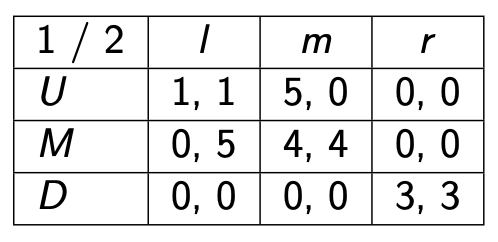 1 / 2 l m r
U 1, 1 5, 0 0, 0
M 0, 5 4, 4 0, 0
D 0, 0 0, 0 3, 3